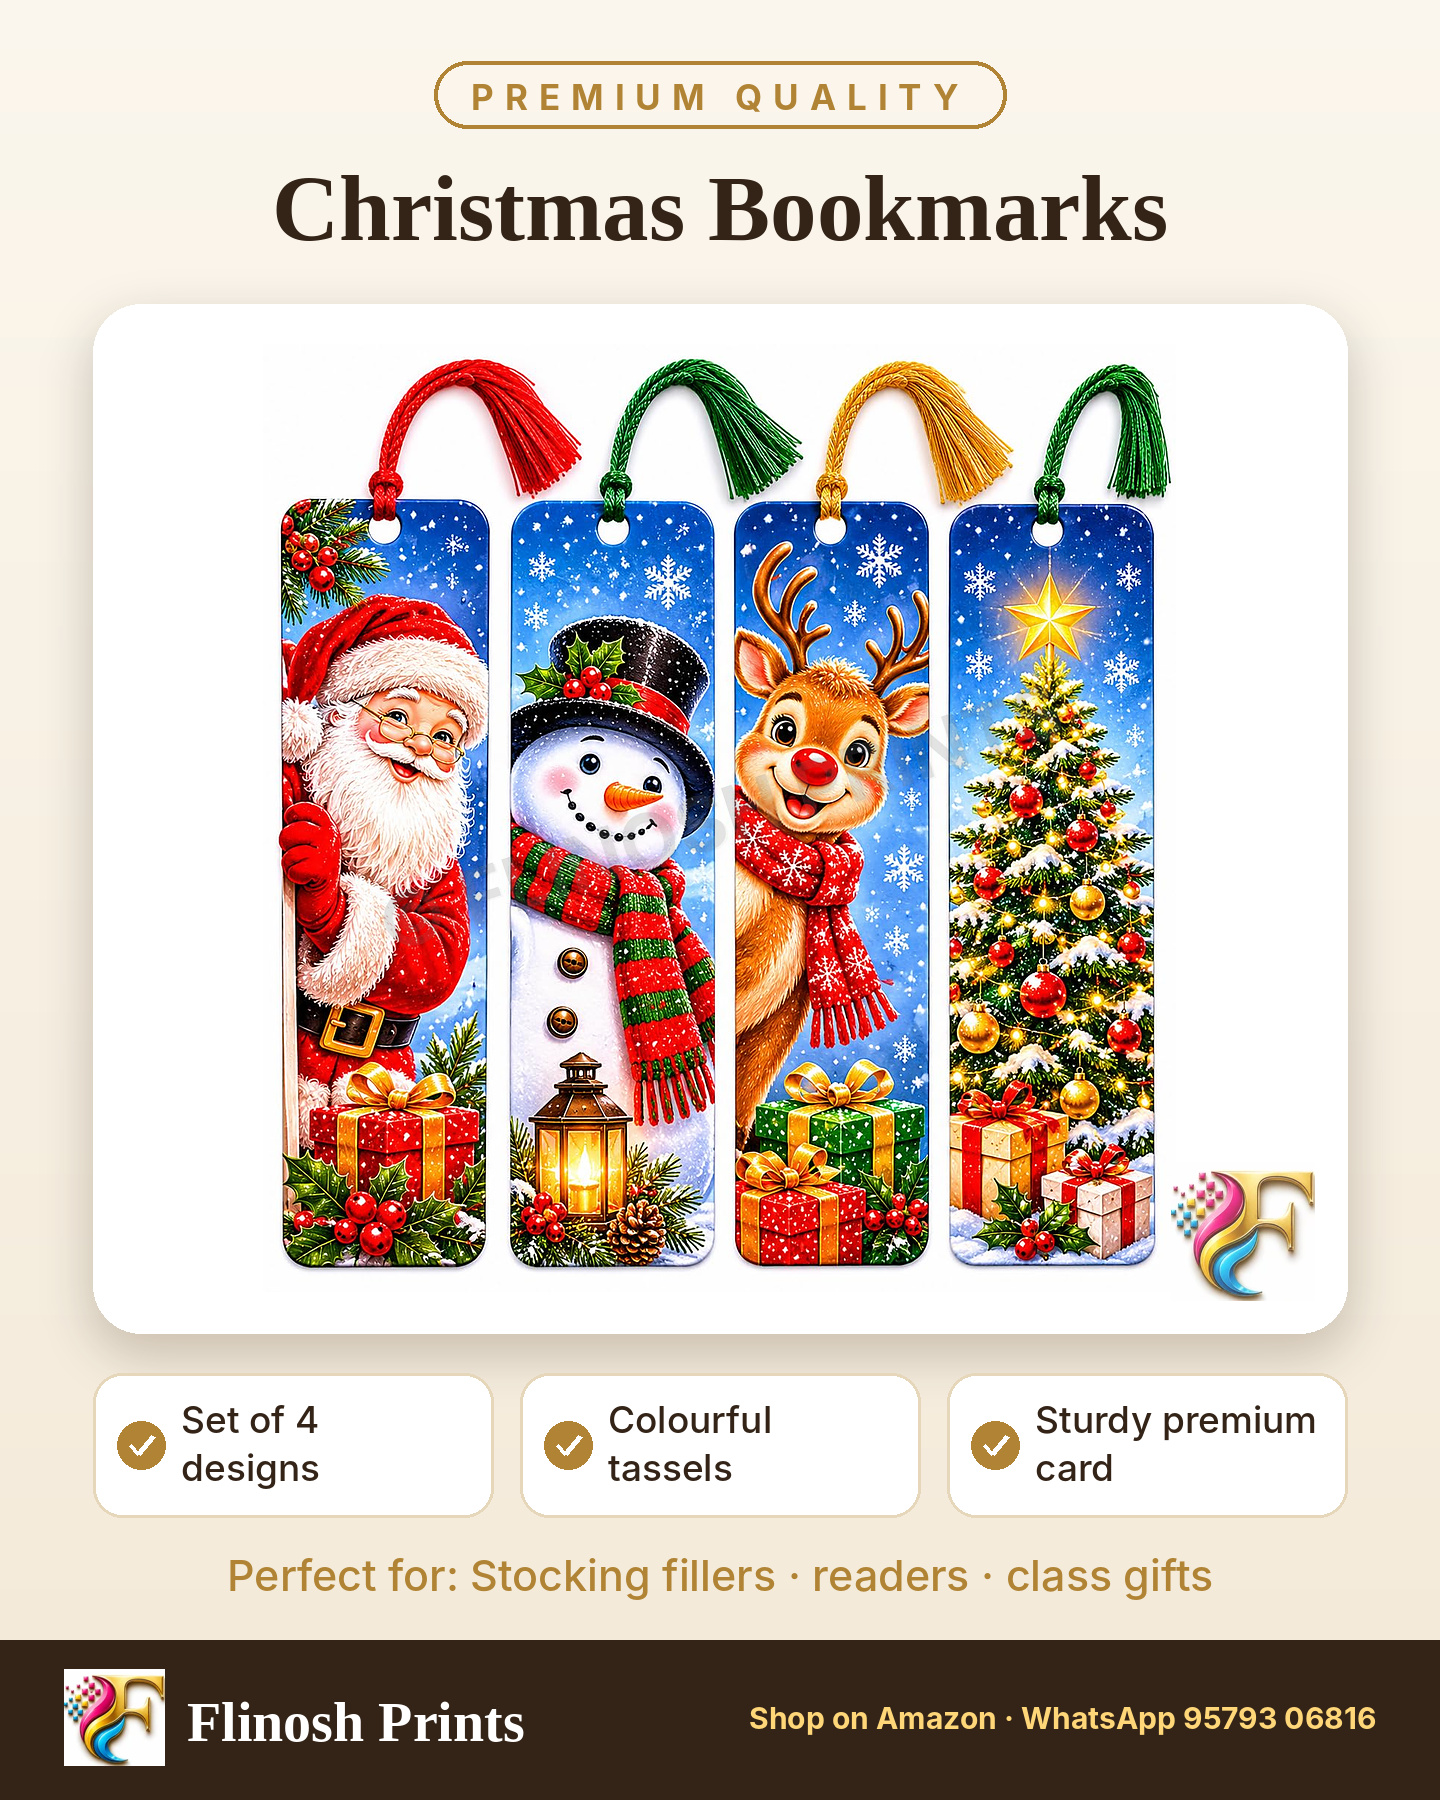 PREMIUM QUALITY
Christmas Bookmarks
Set of 4
designs
Colourful
tassels
Sturdy premium
card
Perfect for: Stocking fillers · readers · class gifts
Flinosh Prints
Shop on Amazon · WhatsApp 95793 06816